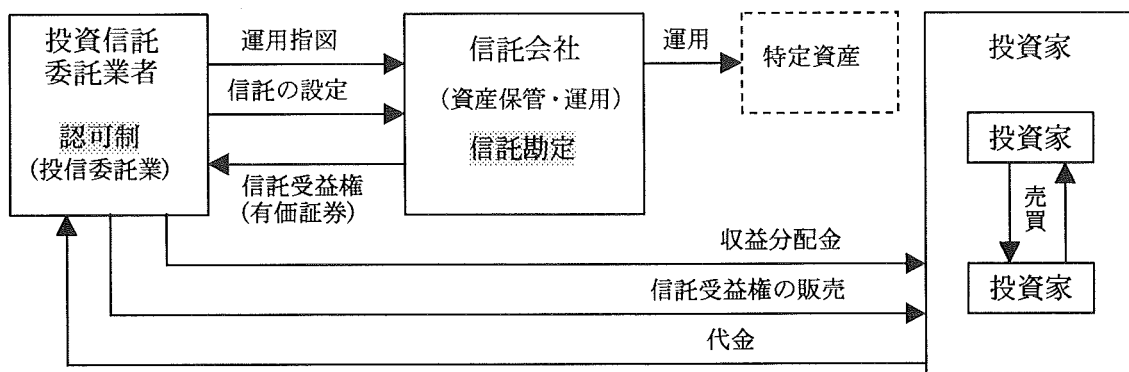 投資信託
委託業者
認可制
(投信委託業)
運用指図
信託の設定
信託受益権
(有価証券)
信託会社
(資産保管・運用)
信託勘定
運用
特定資産
投資家
投資家
売買
投資家
収益分配金
信託受益権の販売
代金